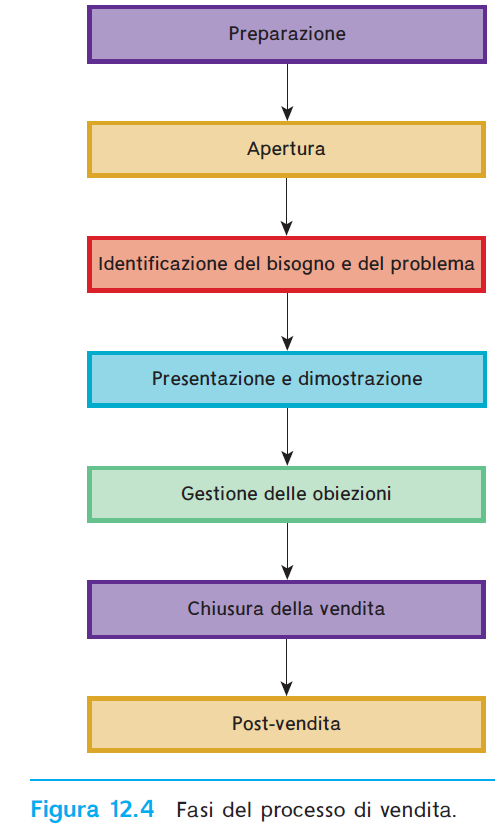 Preparazione
Apertura
Identificazione del bisogno e del problema
Presentazione e dimostrazione
Gestione delle obiezioni
Chiusura della vendita
Post-vendita
Figura 12.4 Fasi del processo di vendita.